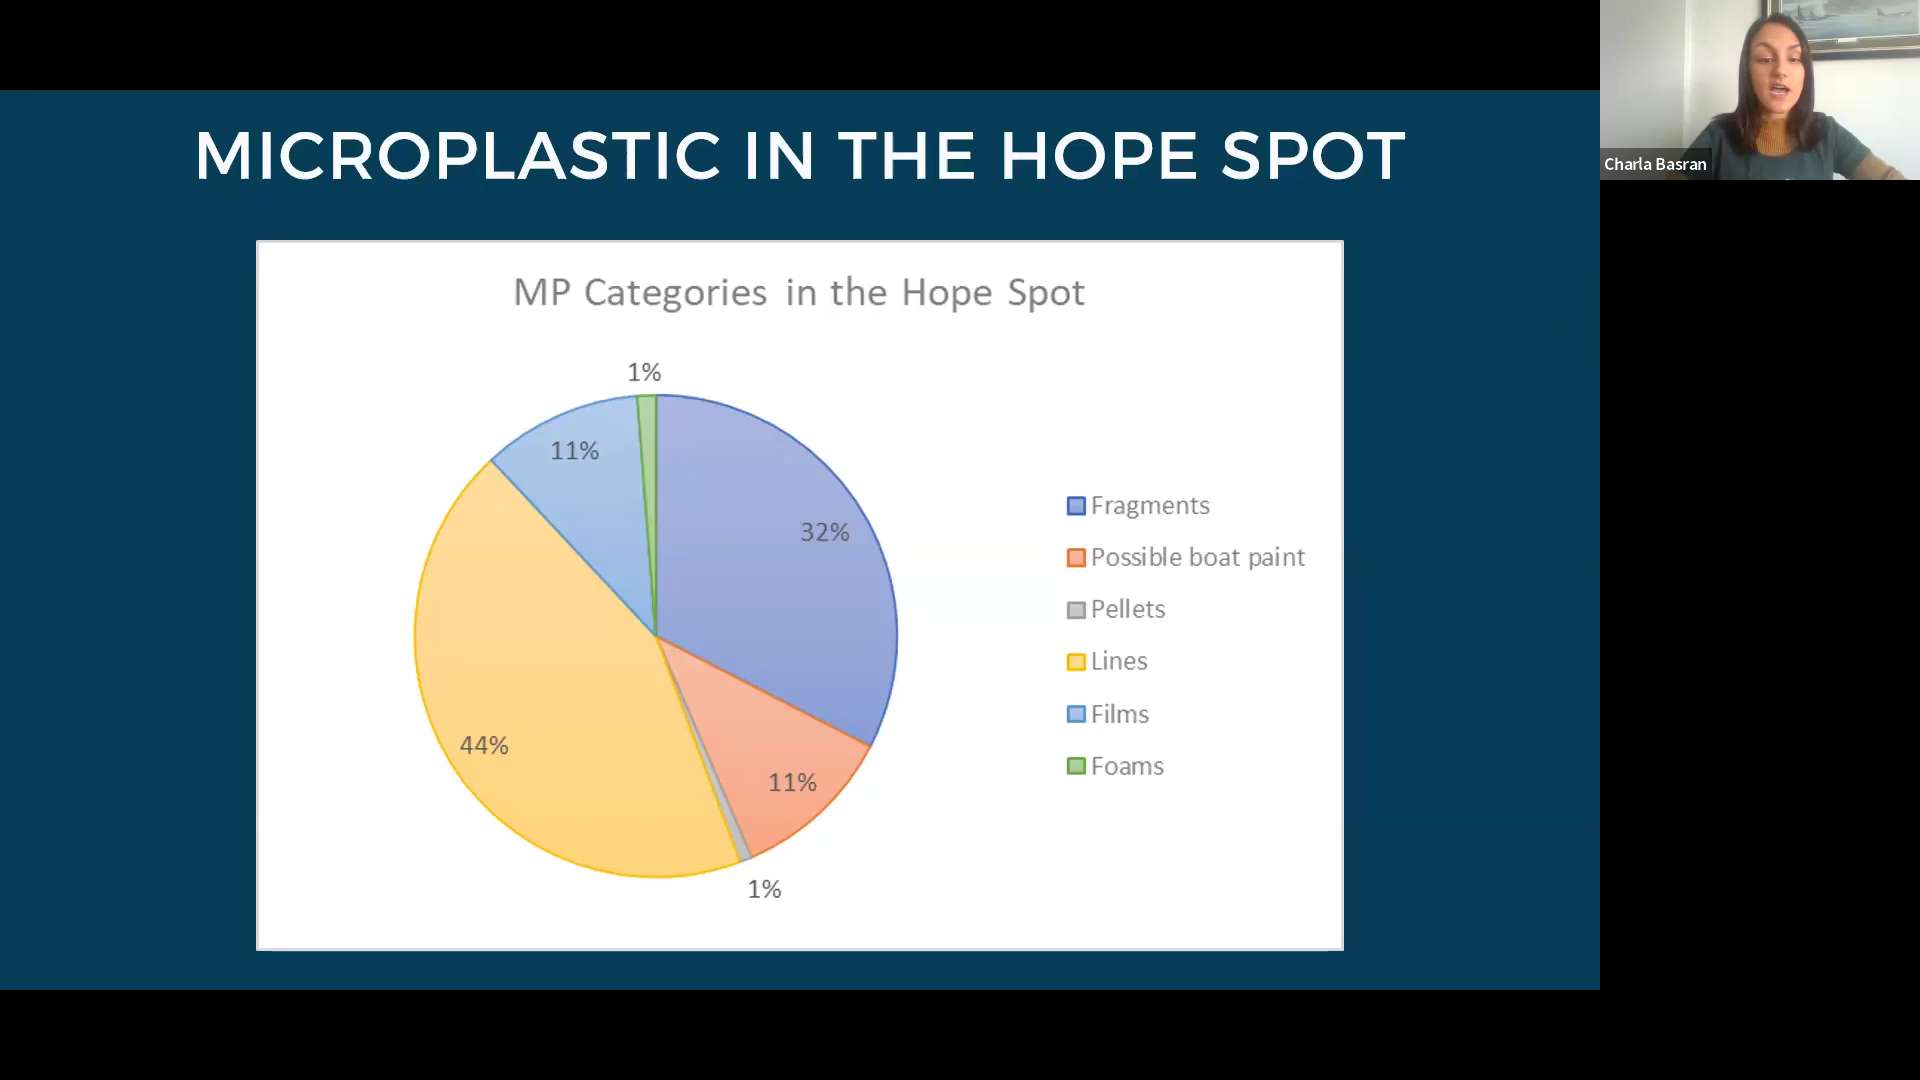 MICROPLASTIC IN THE HOPE SPOT
Charla Basran
MP Categories in the Hope Spot
1%
11%
32%
44%
11%
1%
Fragments
Possible boat paint
Pellets
Lines
Films
Foams